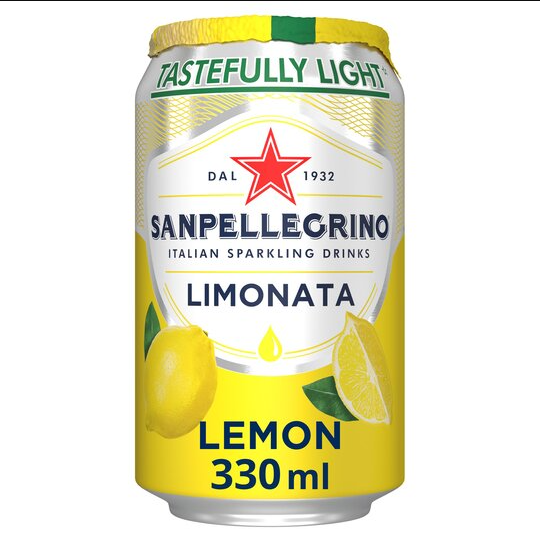 TASTEFULLY LIGHT
DAL 1932
SANPELLEGRINO
ITALIAN SPARKLING DRINKS
LIMONATA
LEMON
330 ml